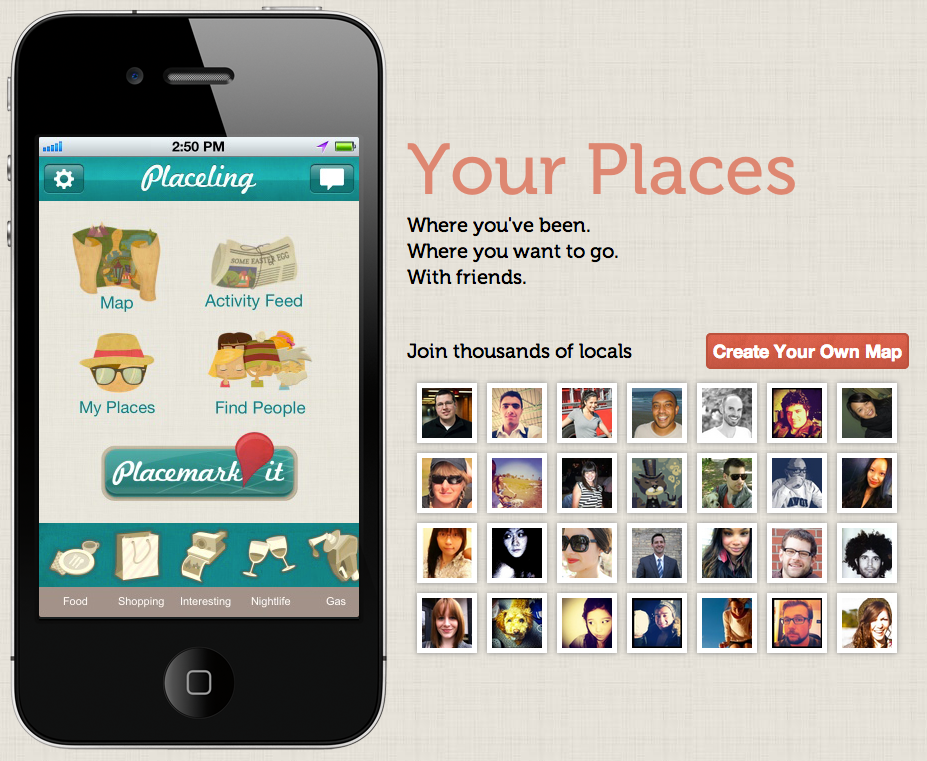 2:50 PM
Placeling
SOME EASTER EGG
Map
Activity Feed
My Places
Find People
Placemark it
Food
Shopping
Interesting
Nightlife
Gas
Your Places
Where you've been.
Where you want to go.
With friends.
Join thousands of locals
Create Your Own Map